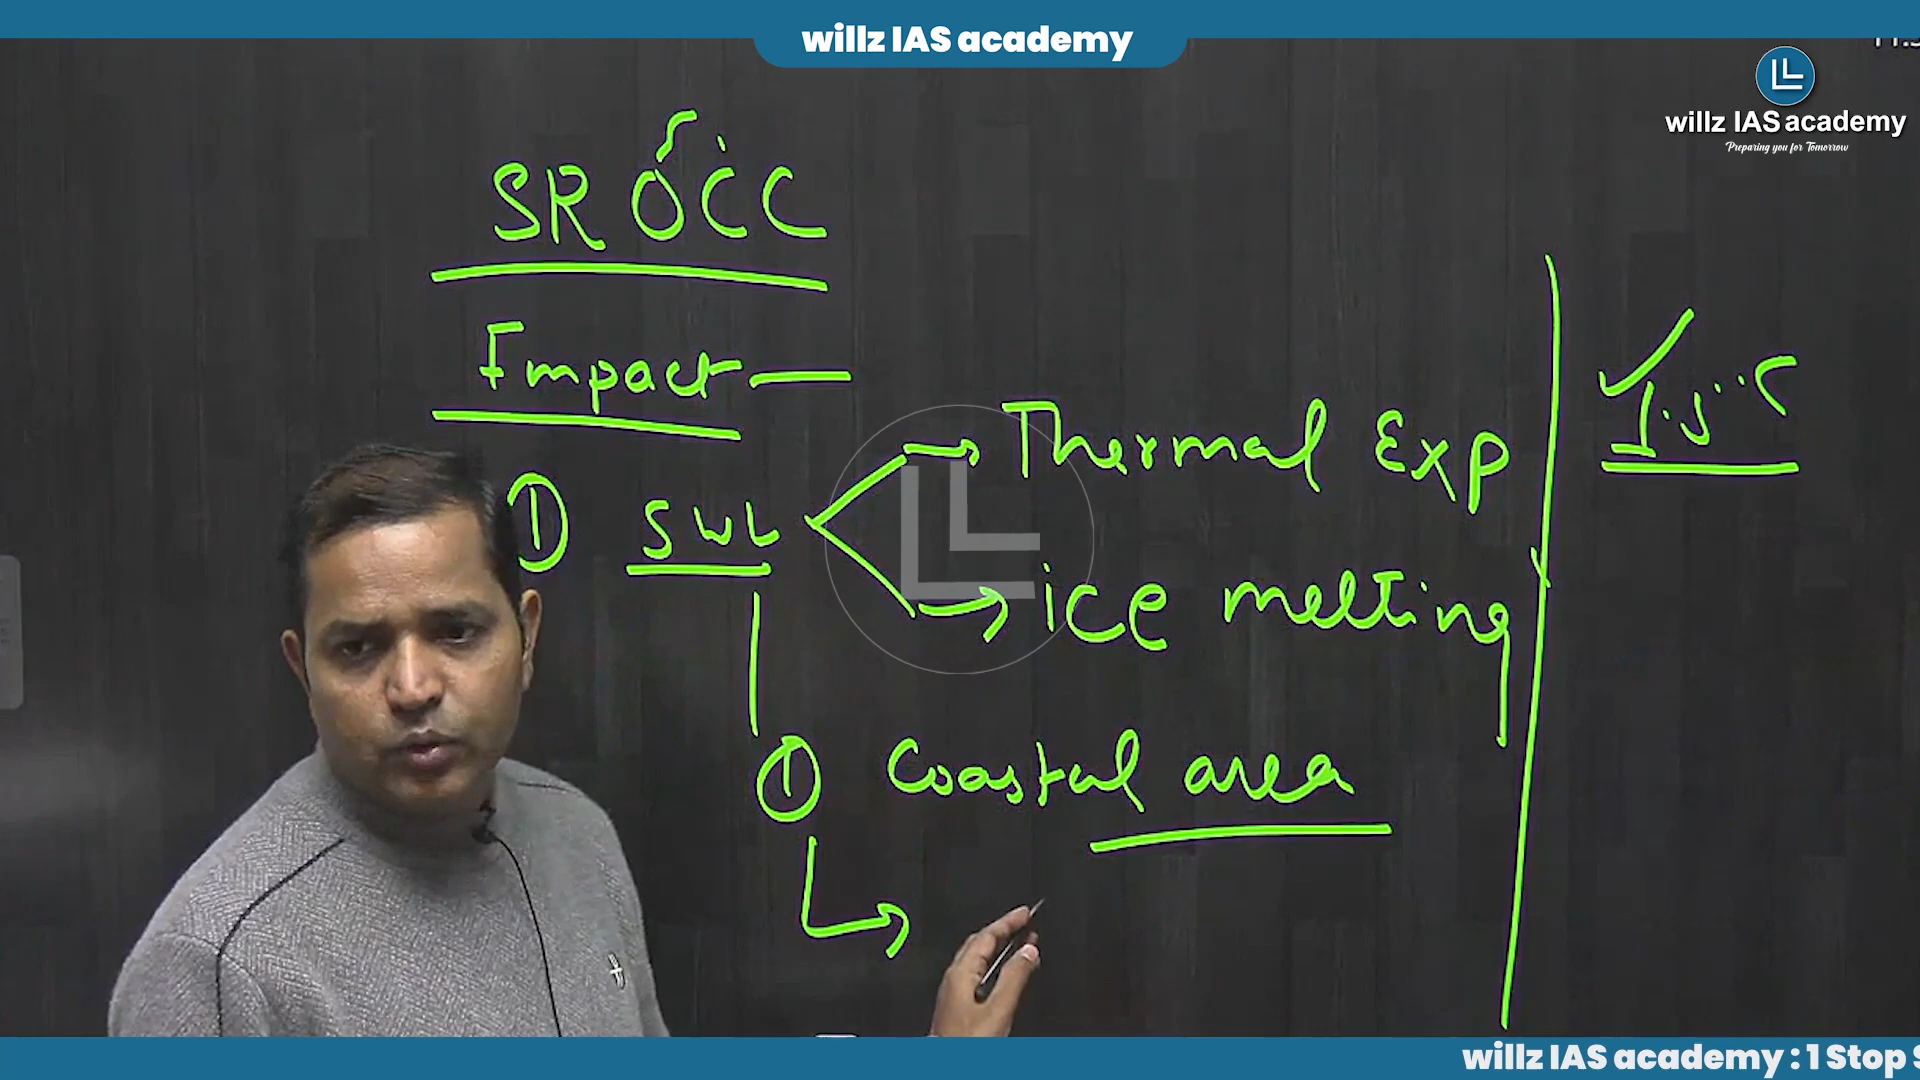 willz IAS academy
willz IAS academy
Preparing you for Tomorrow
SROCC
Impact —
① SWL → Thermal Exp
→ ice melting
① Coastal area
willz IAS academy : 1 Stop S